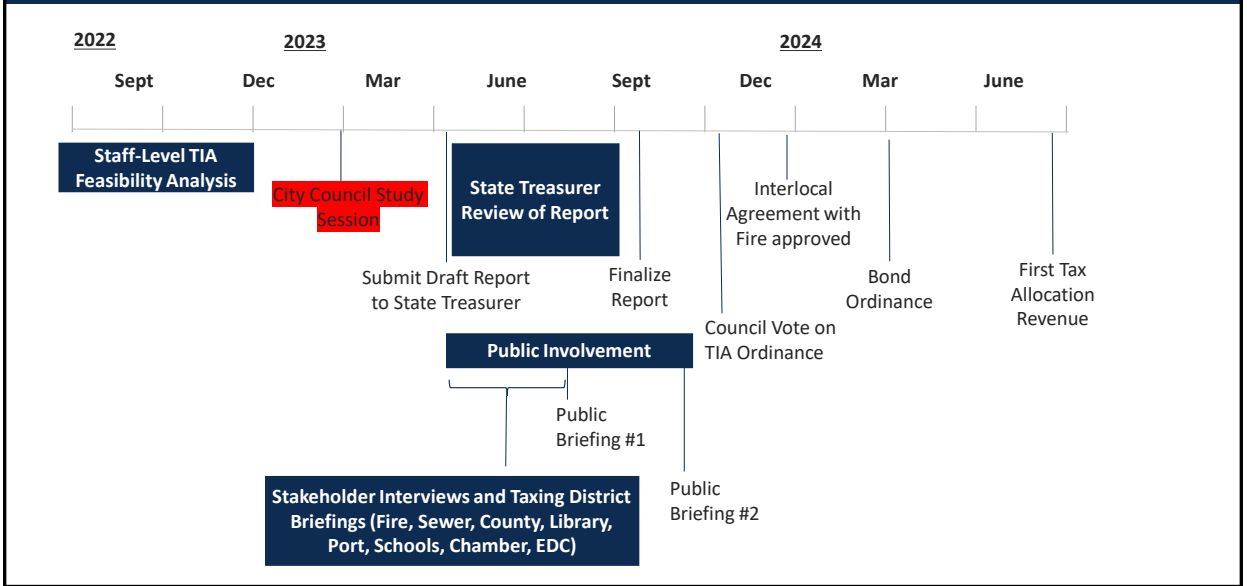 2022
2023
2024
Sept
Dec
Mar
June
Sept
Dec
Mar
June
Staff-Level TIA
Feasibility Analysis
City Council Study
Session
State Treasurer
Review of Report
Interlocal
Agreement with
Fire approved
Submit Draft Report
to State Treasurer
Finalize
Report
Bond
Ordinance
First Tax
Allocation
Revenue
Council Vote on
TIA Ordinance
Public Involvement
Public
Briefing #1
Public
Briefing #2
Stakeholder Interviews and Taxing District
Briefings (Fire, Sewer, County, Library,
Port, Schools, Chamber, EDC)